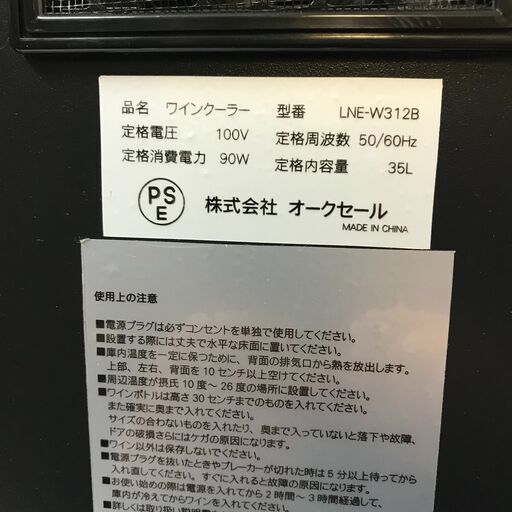 品名 ワインクーラー 型番 LNE-W312B
定格電圧 100V 定格周波数 50/60Hz
定格消費電力 90W 定格内容量 35L
PS
E
株式会社 オークセール
MADE IN CHINA
使用上の注意
■電源プラグは必ずコンセントを単独で使用してください。
■設置する際には丈夫で水平な床面に置いてください。
■庫内温度を一定に保つために、背面の排気口から熱を放出します。
上部、左右、背面を10センチ以上空けてください。
■周辺温度が摂氏10度～26度の場所に設置してください。
■ワインボトルは高さ30センチまでのものを入れてください。
また確実に奥まで入れてください。
サイズの合わないものを入れたり、奥まで入っていないと落下や故障、
ドアの破損さらにはケガの原因になります。
■ワイン以外は保存しないでください。
■電源プラグを抜いたときやブレーカーが切れた時は5分以上待ってから
入れ直してください。すぐに入れると故障の原因になります。
■お使い始めの際は電源を入れてから2時間～3時間経過して、
庫内が冷えてからワインを入れてください。
■詳しくは取り扱い説明